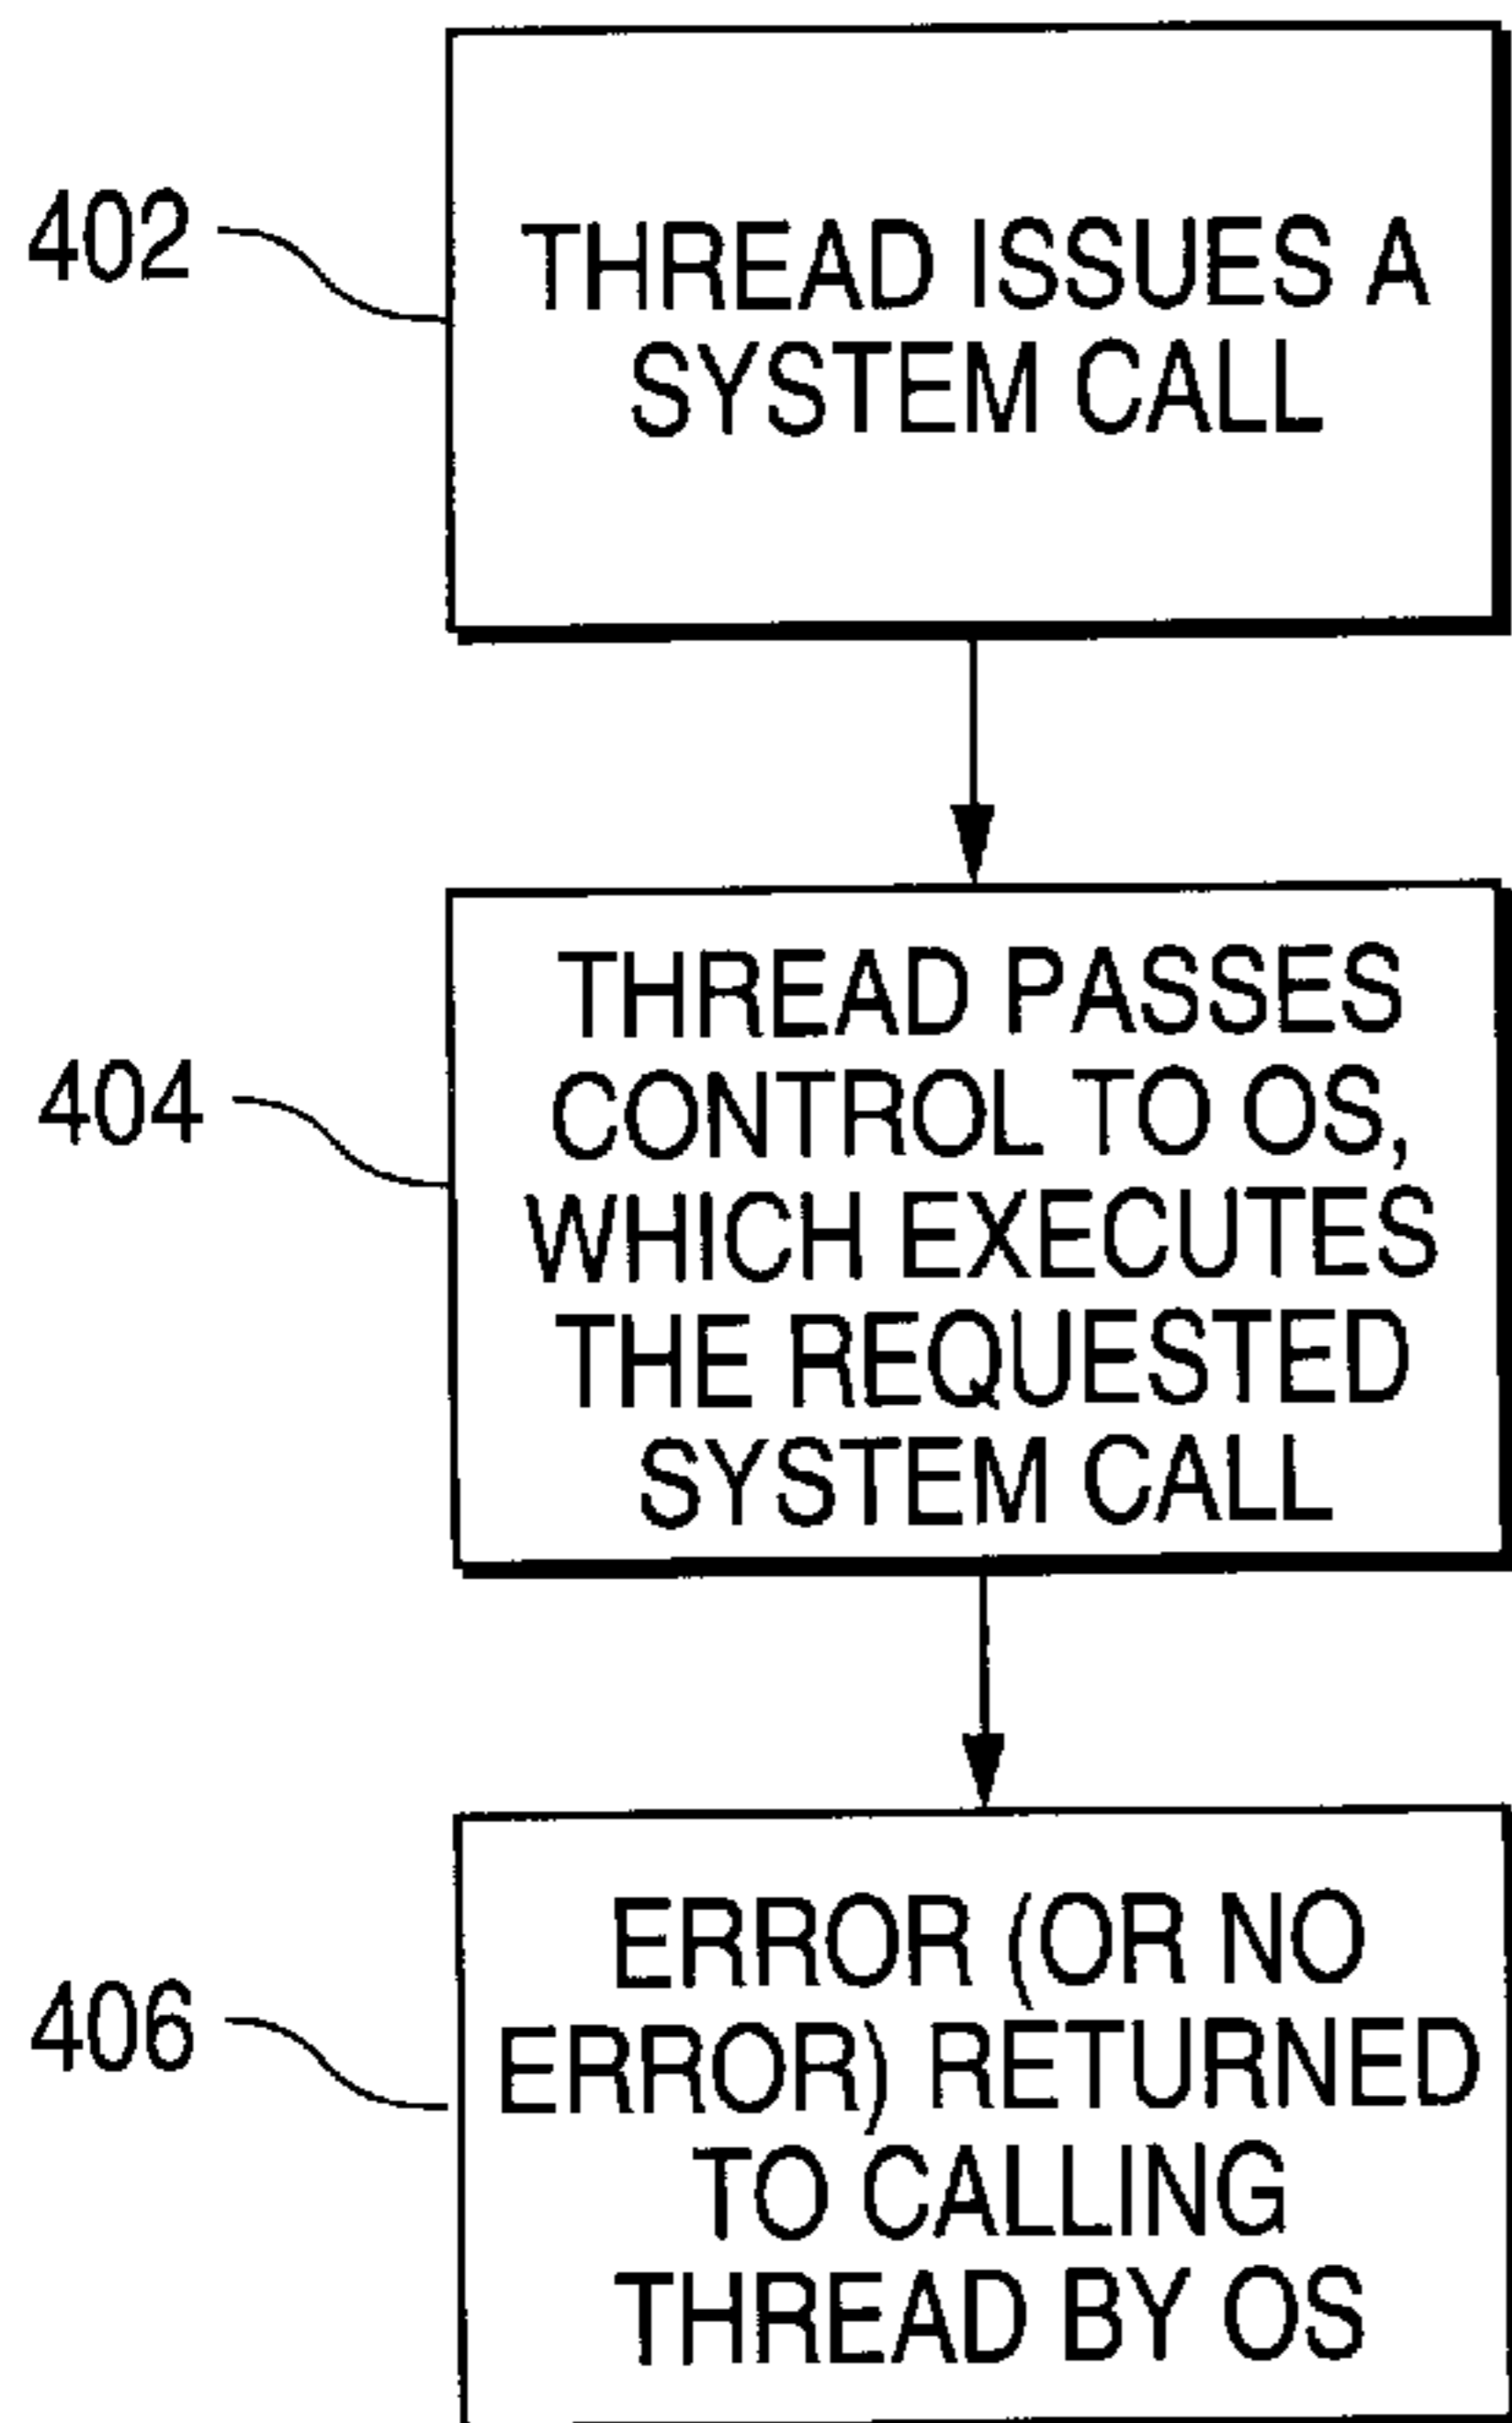 402
THREAD ISSUES A
SYSTEM CALL
404
THREAD PASSES
CONTROL TO OS,
WHICH EXECUTES
THE REQUESTED
SYSTEM CALL
406
ERROR (OR NO
ERROR) RETURNED
TO CALLING
THREAD BY OS